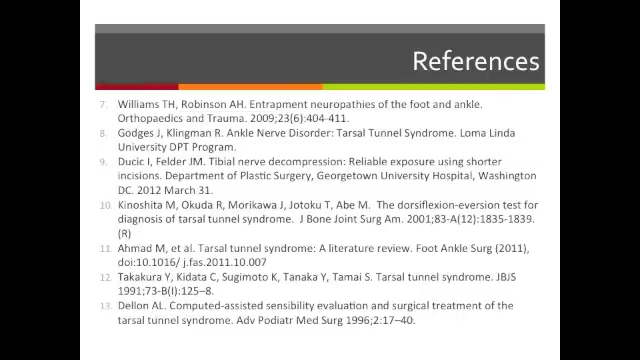 References
7. Williams TH, Robinson AH. Entrapment neuropathies of the foot and ankle.
Orthopaedics and Trauma. 2009;23(6):404-411.
8. Godges J, Klingman R. Ankle Nerve Disorder: Tarsal Tunnel Syndrome. Loma Linda
University DPT Program.
9. Ducic I, Felder JM. Tibial nerve decompression: Reliable exposure using shorter
incisions. Department of Plastic Surgery, Georgetown University Hospital, Washington
DC. 2012 March 31.
10. Kinoshita M, Okuda R, Morikawa J, Jotoku T, Abe M. The dorsiflexion-eversion test for
diagnosis of tarsal tunnel syndrome. J Bone Joint Surg Am. 2001;83-A(12):1835-1839.
(R)
11. Ahmad M, et al. Tarsal tunnel syndrome: A literature review. Foot Ankle Surg (2011),
doi:10.1016/ j.fas.2011.10.007
12. Takakura Y, Kidata C, Sugimoto K, Tanaka Y, Tamai S. Tarsal tunnel syndrome. JBJS
1991;73-B(I):125–8.
13. Dellon AL. Computed-assisted sensibility evaluation and surgical treatment of the
tarsal tunnel syndrome. Adv Podiatr Med Surg 1996;2:17–40.